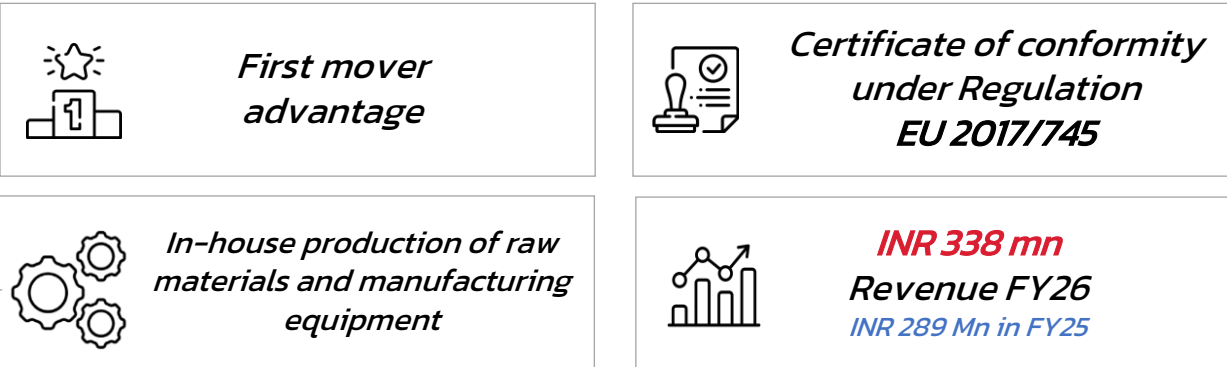 First mover
advantage
Certificate of conformity
under Regulation
EU 2017/745
In-house production of raw
materials and manufacturing
equipment
INR 338 mn
Revenue FY26
INR 289 Mn in FY25
1